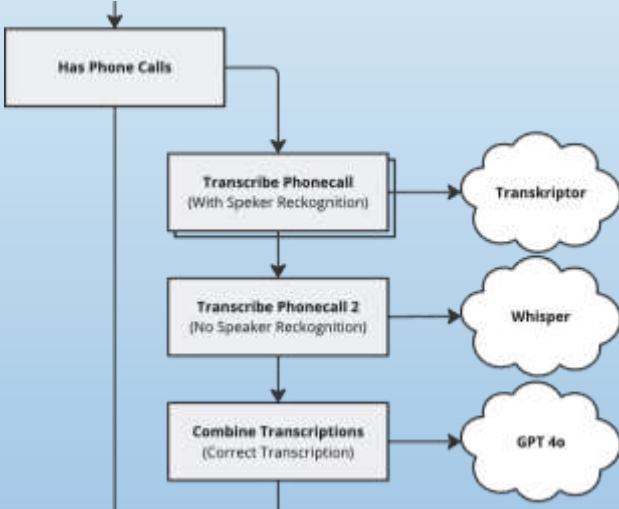 Has Phone Calls
Transcribe Phonecall
(With Speker Reckognition)
Transkriptor
Transcribe Phonecall 2
(No Speaker Reckognition)
Whisper
Combine Transcriptions
(Correct Transcription)
GPT 4o